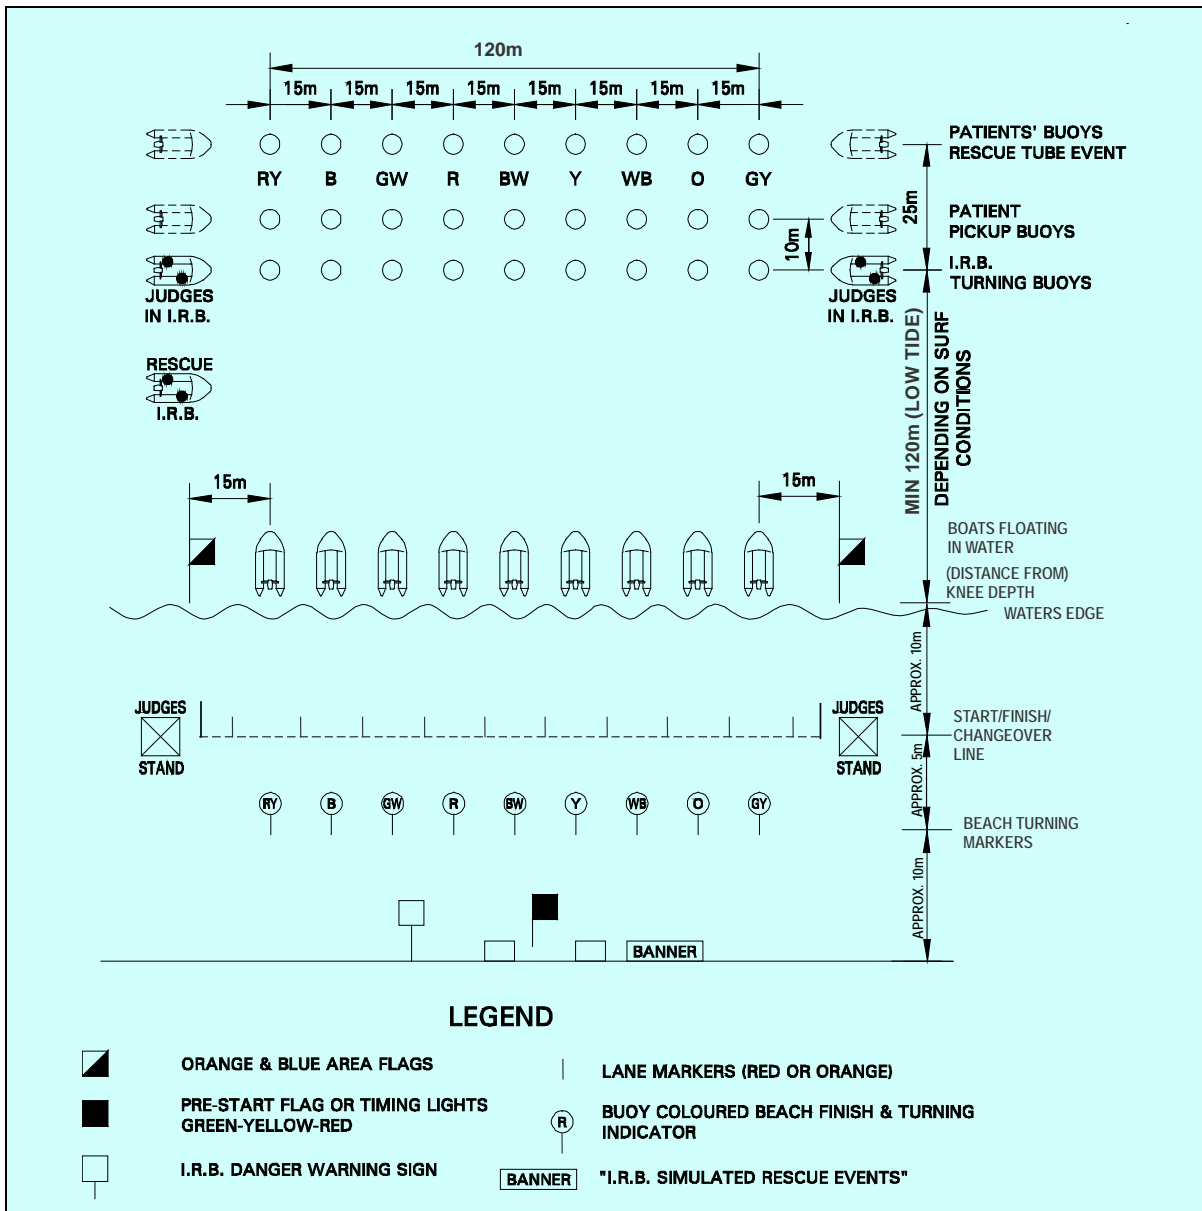 120m
15m 15m 15m 15m 15m 15m 15m 15m
PATIENTS' BUOYS
RESCUE TUBE EVENT
RY B GW R BW Y WB O GY
25m
PATIENT
PICKUP BUOYS
10m
I.R.B.
TURNING BUOYS
JUDGES
IN I.R.B.
JUDGES
IN I.R.B.
RESCUE
I.R.B.
MIN 120m (LOW TIDE)
DEPENDING ON SURF
CONDITIONS
15m
15m
BOATS FLOATING
IN WATER
(DISTANCE FROM)
KNEE DEPTH
WATERS EDGE
APPROX. 10m
JUDGES
STAND
JUDGES
STAND
START/FINISH/
CHANGEOVER
LINE
APPROX. 5m
RY B GW R BW Y WB O GY
BEACH TURNING
MARKERS
APPROX. 10m
BANNER
LEGEND
ORANGE & BLUE AREA FLAGS
LANE MARKERS (RED OR ORANGE)
PRE-START FLAG OR TIMING LIGHTS
GREEN-YELLOW-RED
R
BUOY COLOURED BEACH FINISH & TURNING
INDICATOR
I.R.B. DANGER WARNING SIGN
BANNER
"I.R.B. SIMULATED RESCUE EVENTS"